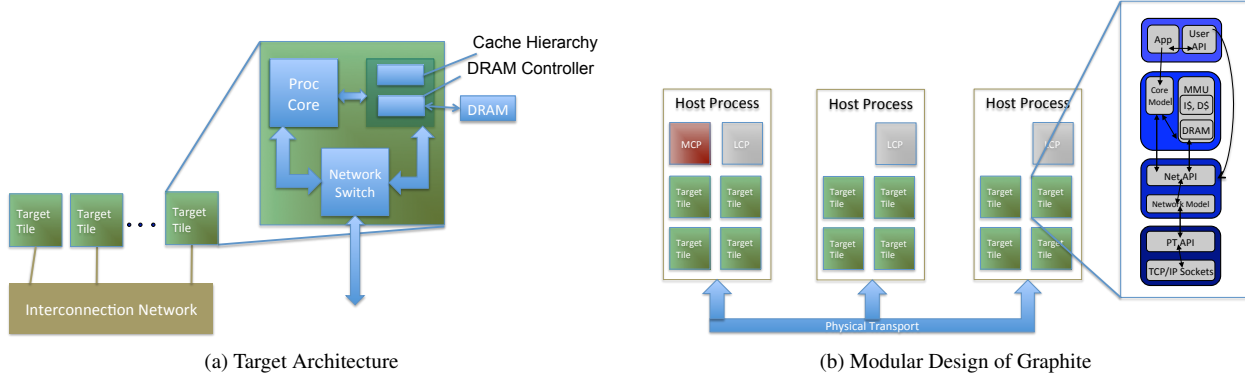 Cache Hierarchy
DRAM Controller
Proc
Core
DRAM
Network
Switch
Target
Tile
Target
Tile
• • •
Target
Tile
Interconnection Network
(a) Target Architecture
Host Process
MCP
LCP
Target
Tile
Target
Tile
Target
Tile
Target
Tile
Host Process
LCP
Target
Tile
Target
Tile
Target
Tile
Target
Tile
Host Process
LCP
Target
Tile
Target
Tile
Target
Tile
Target
Tile
Physical Transport
App
User
API
Core
Model
MMU
I$, D$
DRAM
Net API
Network Model
PT API
TCP/IP Sockets
(b) Modular Design of Graphite